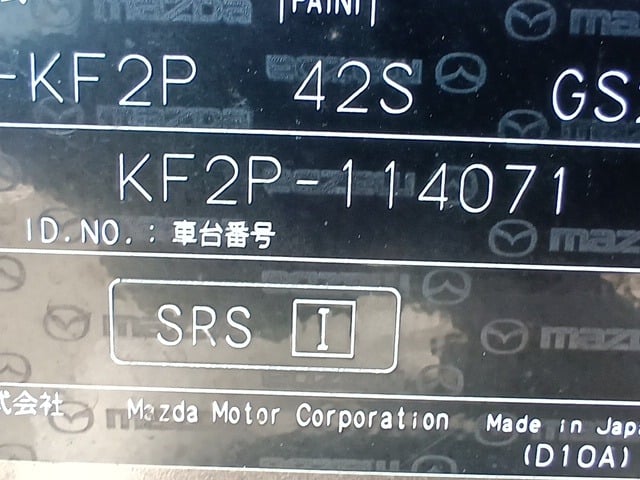 PAINT
-KF2P 42S GS
KF2P-114071
ID.NO.:車台番号
SRS I
式会社 Mazda Motor Corporation Made in Japa
(D10A)